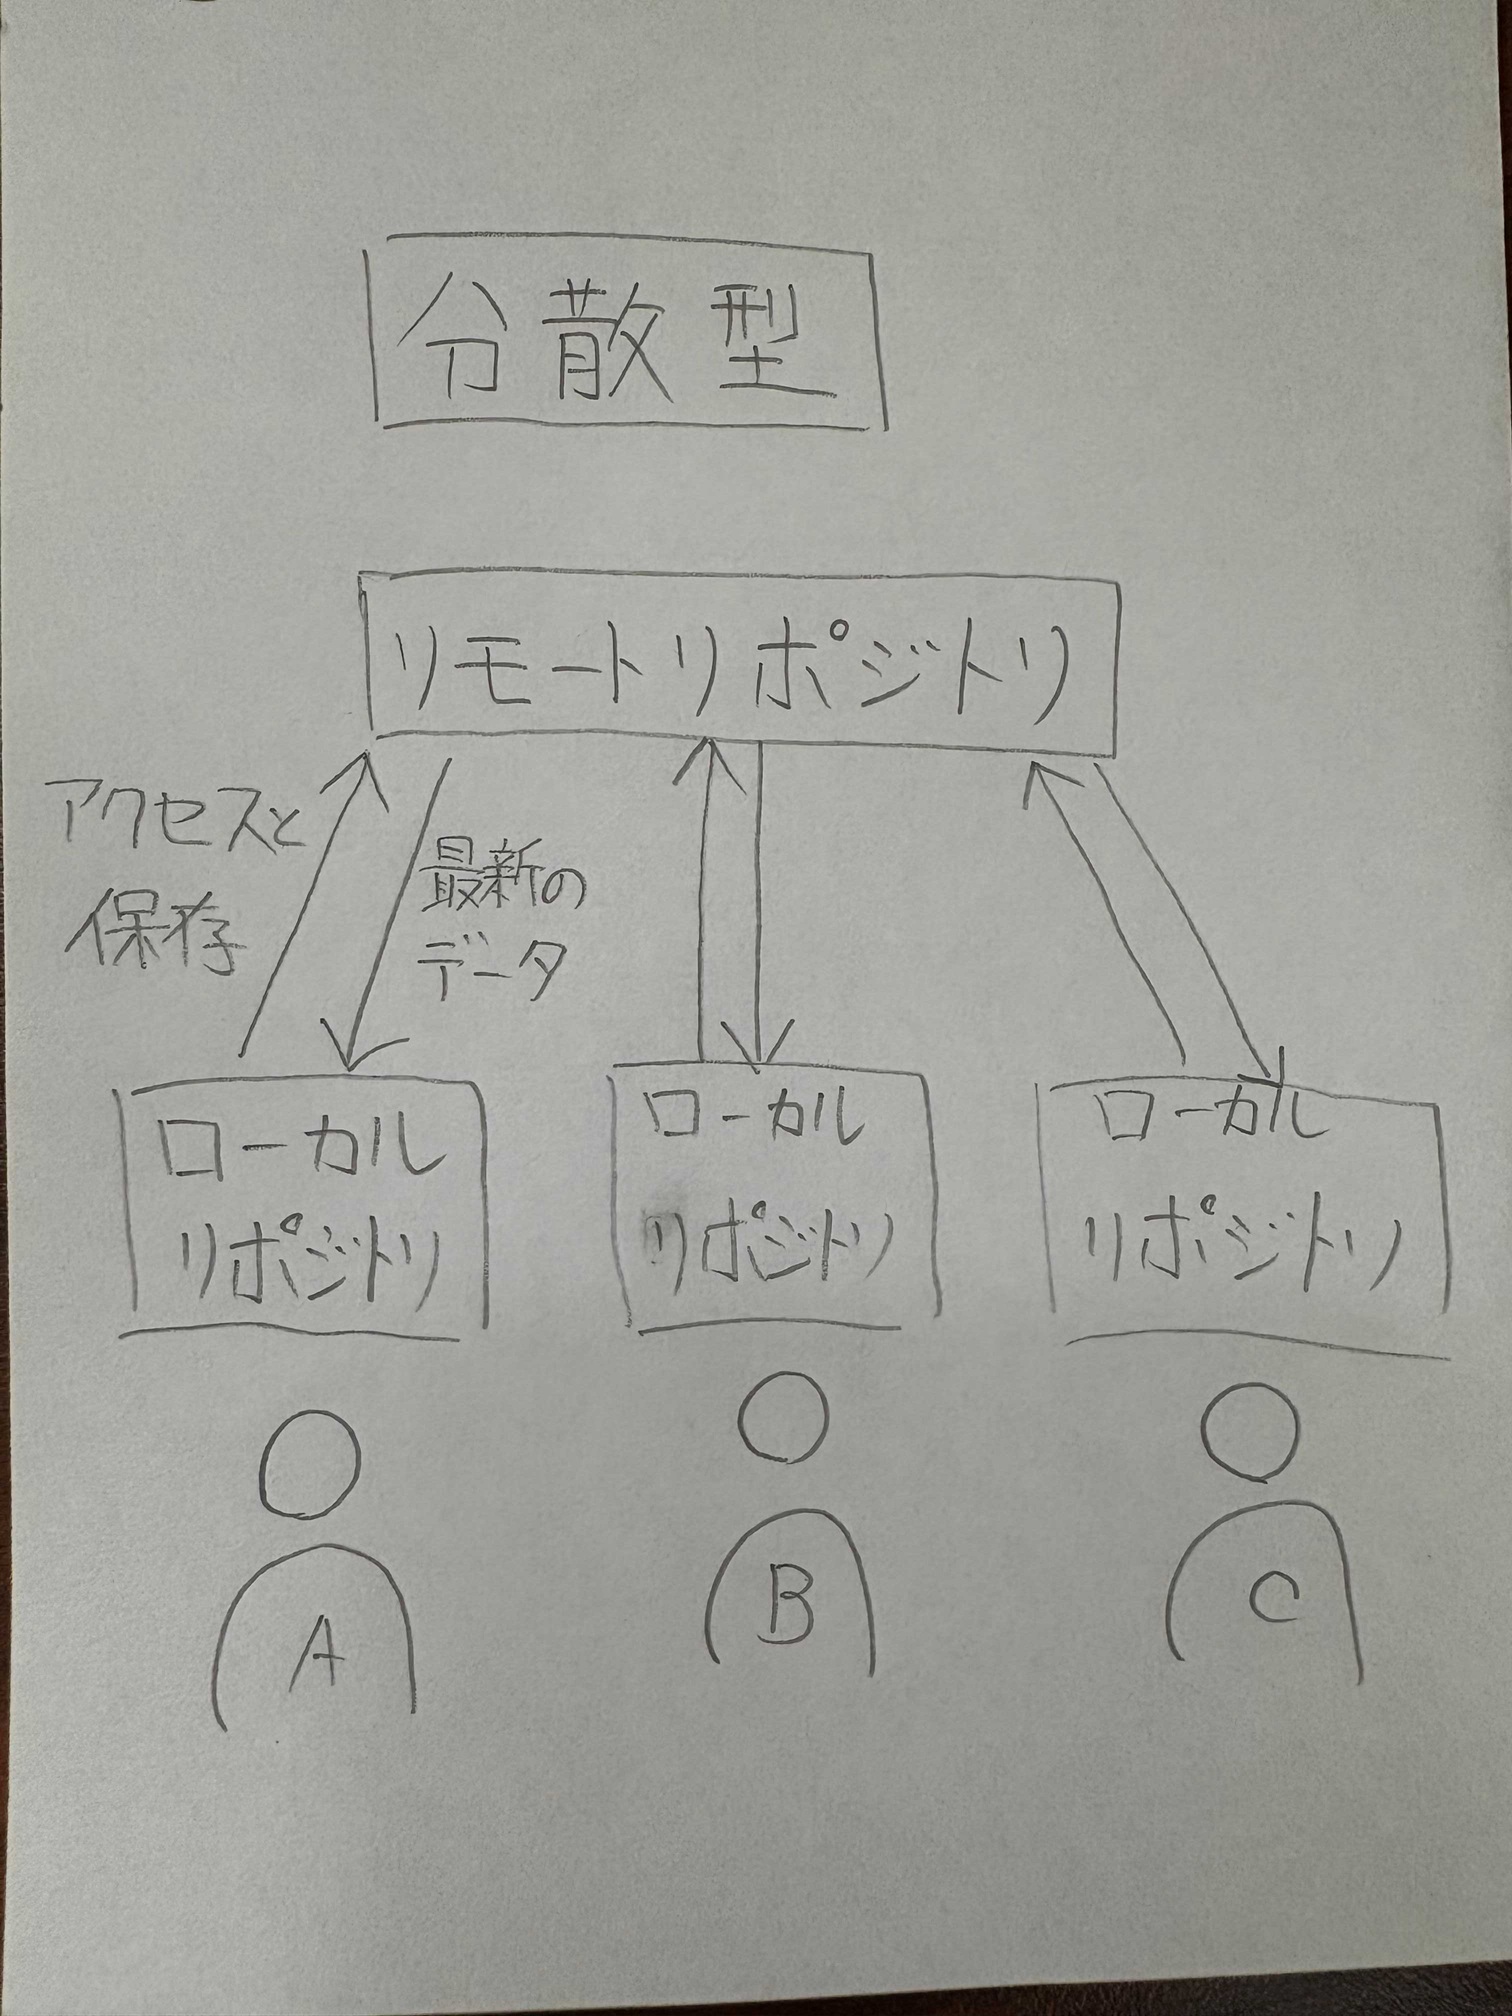 分散型
リモートリポジトリ
アクセスと
保存
最新の
データ
ローカル
リポジトリ
ローカル
リポジトリ
ローカル
リポジトリ
A
B
C